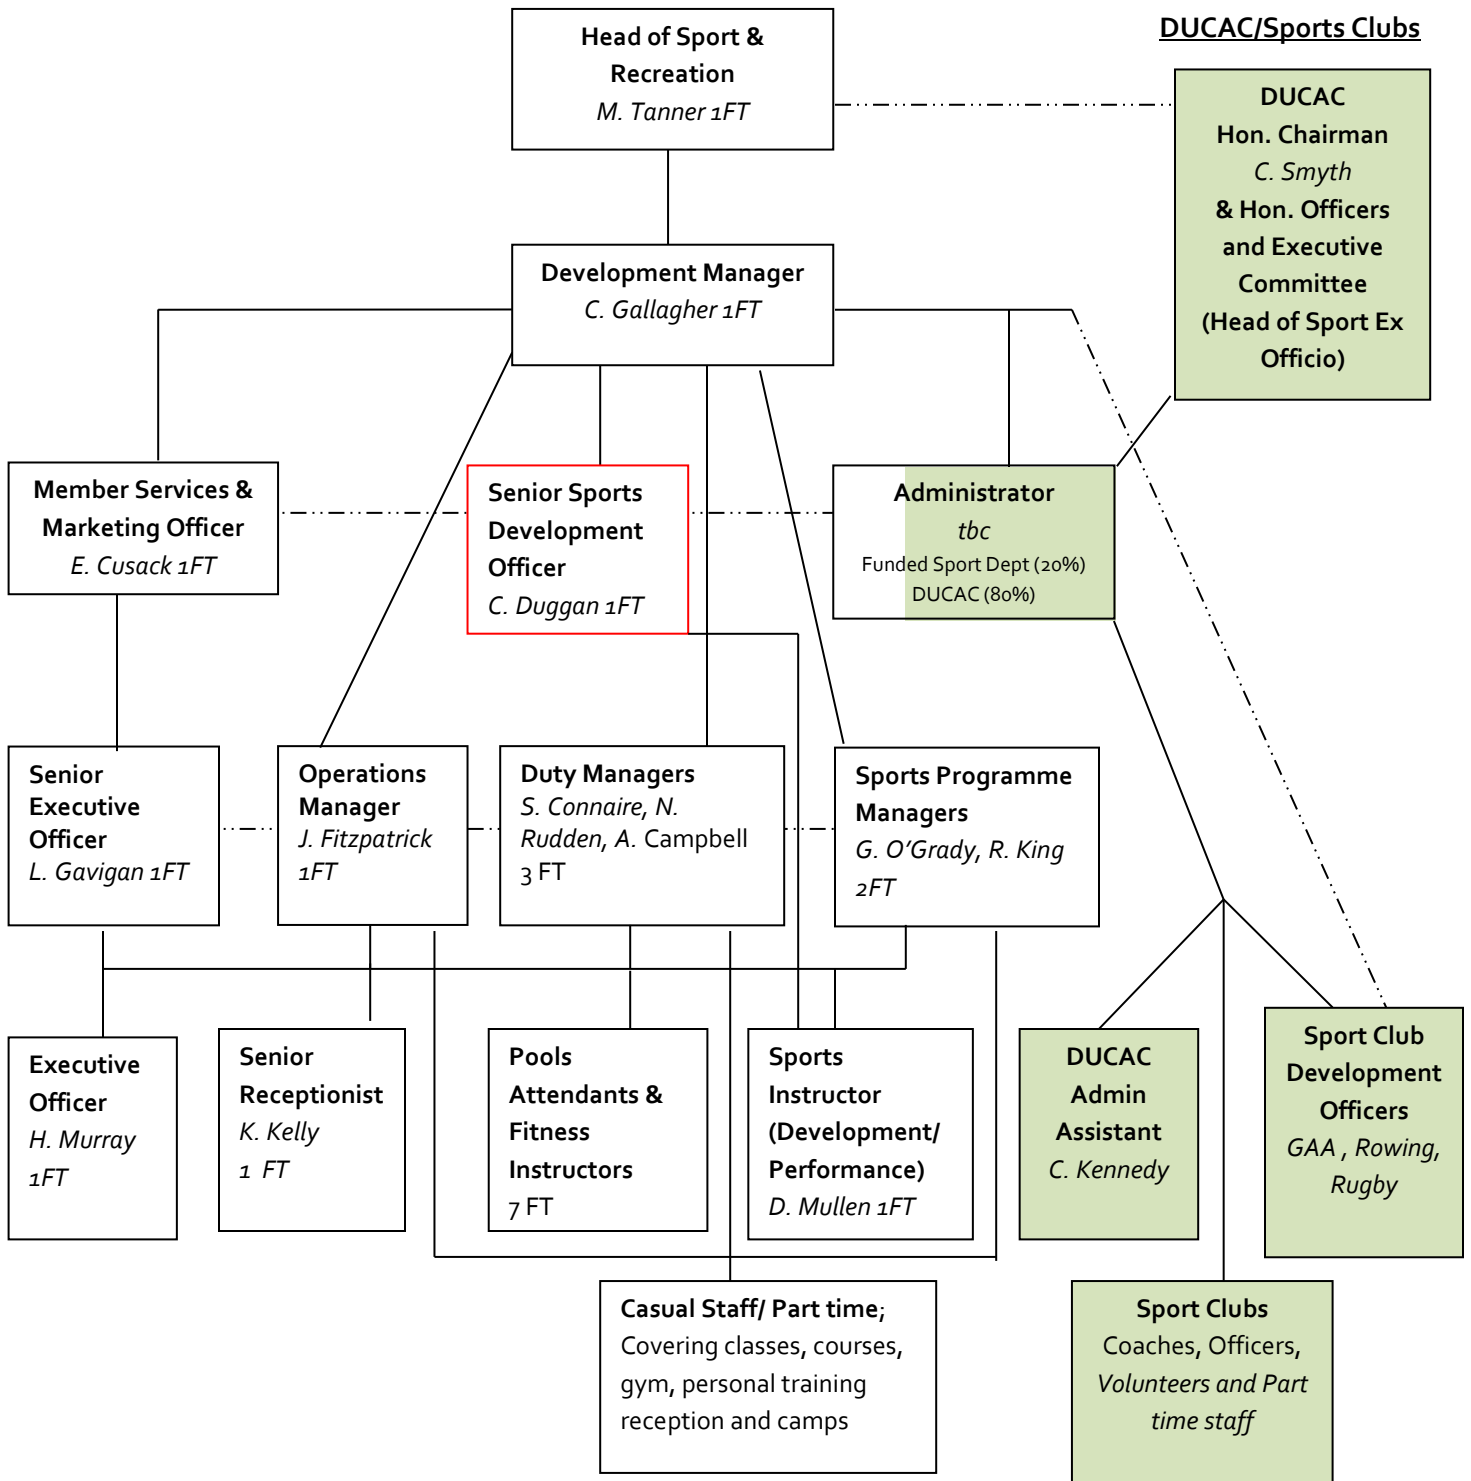 Head of Sport &
Recreation
M. Tanner 1FT
DUCAC/Sports Clubs
DUCAC
Hon. Chairman
C. Smyth
& Hon. Officers
and Executive
Committee
(Head of Sport Ex
Officio)
Development Manager
C. Gallagher 1FT
Member Services &
Marketing Officer
E. Cusack 1FT
Senior Sports
Development
Officer
C. Duggan 1FT
Administrator
tbc
Funded Sport Dept (20%)
DUCAC (80%)
Senior
Executive
Officer
L. Gavigan 1FT
Operations
Manager
J. Fitzpatrick
1FT
Duty Managers
S. Connaire, N.
Rudden, A. Campbell
3 FT
Sports Programme
Managers
G. O’Grady, R. King
2FT
Executive
Officer
H. Murray
1FT
Senior
Receptionist
K. Kelly
1 FT
Pools
Attendants &
Fitness
Instructors
7 FT
Sports
Instructor
(Development/
Performance)
D. Mullen 1FT
DUCAC
Admin
Assistant
C. Kennedy
Sport Club
Development
Officers
GAA , Rowing,
Rugby
Casual Staff/ Part time;
Covering classes, courses,
gym, personal training
reception and camps
Sport Clubs
Coaches, Officers,
Volunteers and Part
time staff